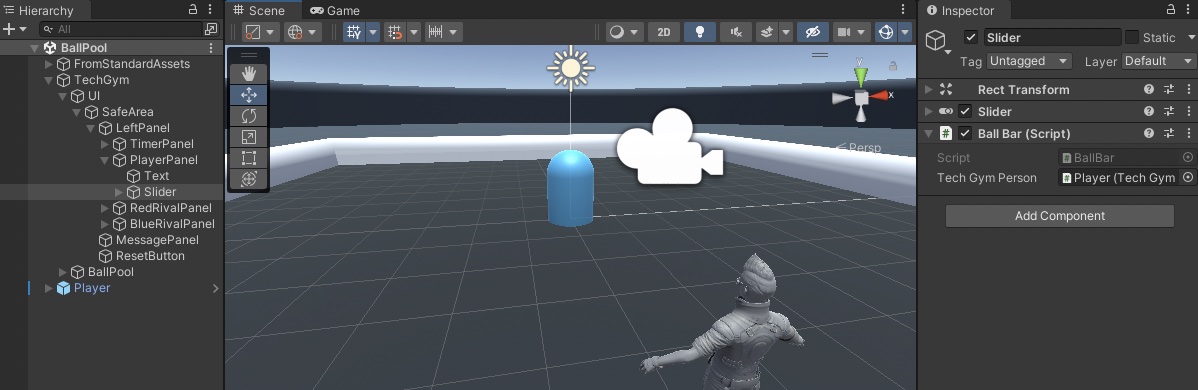 Hierarchy
All
BallPool
FromStandardAssets
TechGym
UI
SafeArea
LeftPanel
TimerPanel
PlayerPanel
Text
Slider
RedRivalPanel
BlueRivalPanel
MessagePanel
ResetButton
BallPool
Player
Scene Game
2D
y
x
Persp
Inspector
Slider Static
Tag Untagged Layer Default
Rect Transform
Slider
# Ball Bar (Script)
Script # BallBar
Tech Gym Person # Player (Tech Gym
Add Component